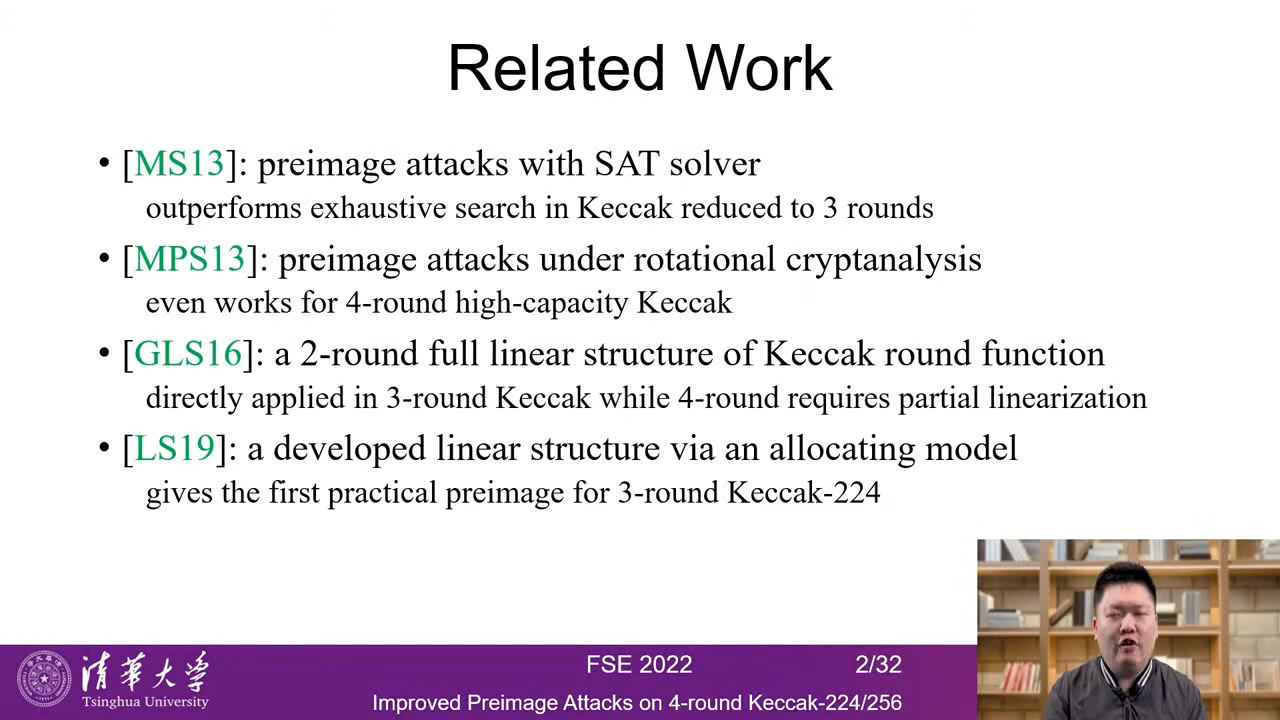 Related Work
• [MS13]: preimage attacks with SAT solver
outperforms exhaustive search in Keccak reduced to 3 rounds
• [MPS13]: preimage attacks under rotational cryptanalysis
even works for 4-round high-capacity Keccak
• [GLS16]: a 2-round full linear structure of Keccak round function
directly applied in 3-round Keccak while 4-round requires partial linearization
• [LS19]: a developed linear structure via an allocating model
gives the first practical preimage for 3-round Keccak-224
清華大学
Tsinghua University
FSE 2022
2/32
Improved Preimage Attacks on 4-round Keccak-224/256